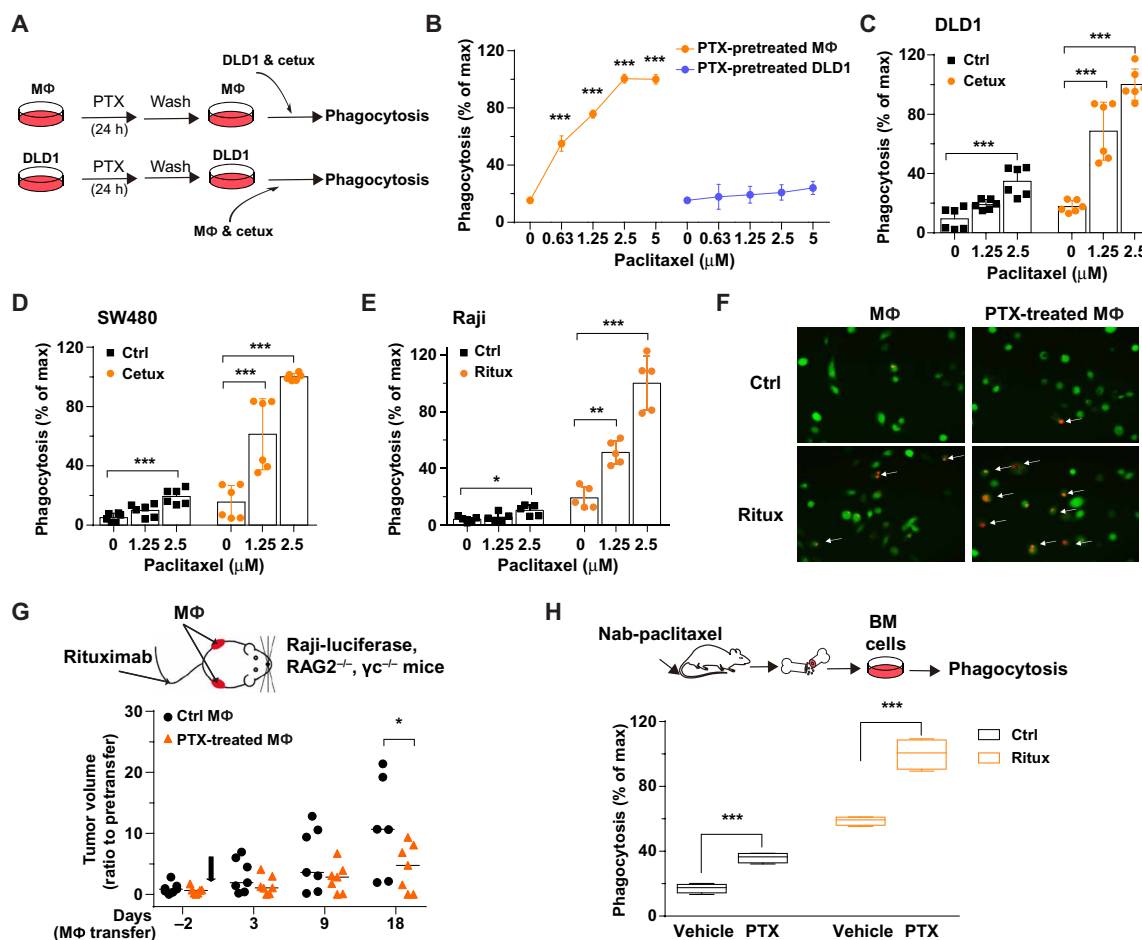 A
MΦ
PTX
(24 h)
Wash
MΦ
DLD1 & cetux
Phagocytosis
DLD1
PTX
(24 h)
Wash
DLD1
MΦ & cetux
Phagocytosis
B
PTX-pretreated MΦ
PTX-pretreated DLD1
Phagocytosis (% of max)
120
80
40
0
***
***
***
***
0 0.63 1.25 2.5 5 0 0.63 1.25 2.5 5
Paclitaxel (μM)
C
DLD1
Ctrl
Cetux
Phagocytosis (% of max)
120
80
40
0
***
***
***
0 1.25 2.5 0 1.25 2.5
Paclitaxel (μM)
D
SW480
Ctrl
Cetux
Phagocytosis (% of max)
120
80
40
0
***
***
***
0 1.25 2.5 0 1.25 2.5
Paclitaxel (μM)
E
Raji
Ctrl
Ritux
Phagocytosis (% of max)
120
80
40
0
*
**
***
0 1.25 2.5 0 1.25 2.5
Paclitaxel (μM)
F
MΦ PTX-treated MΦ
Ctrl
Ritux
G
MΦ
Rituximab
Raji-luciferase,
RAG2⁻/⁻, γc⁻/⁻ mice
Ctrl MΦ
PTX-treated MΦ
Tumor volume
(ratio to pretransfer)
30
20
10
0
*
Days
(MΦ transfer)
–2 3 9 18
H
Nab-paclitaxel
BM
cells
Phagocytosis
Ctrl
Ritux
Phagocytosis (% of max)
160
120
80
40
0
***
***
Vehicle PTX Vehicle PTX